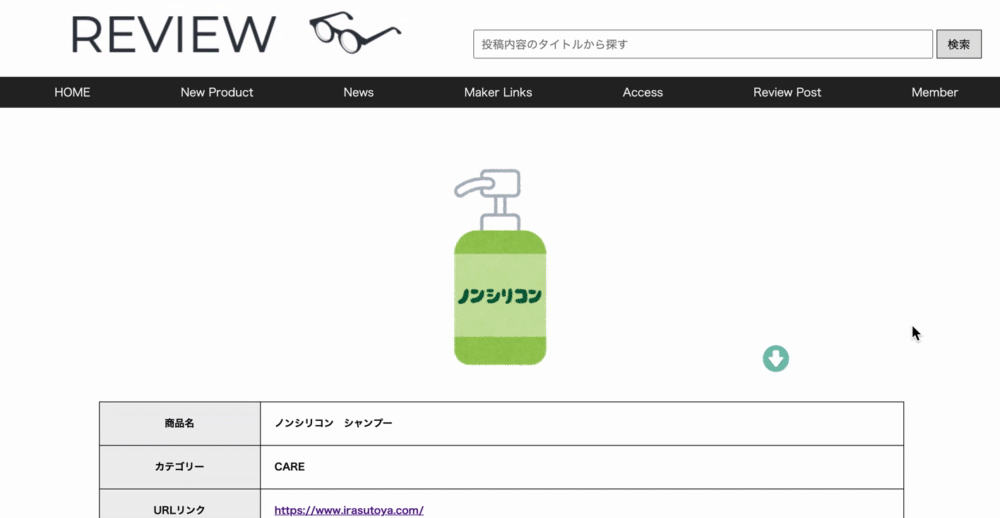 REVIEW
投稿内容のタイトルから探す 検索
HOME New Product News Maker Links Access Review Post Member
ノンシリコン
商品名 ノンシリコン　シャンプー
カテゴリー CARE
URLリンク https://www.irasutoya.com/